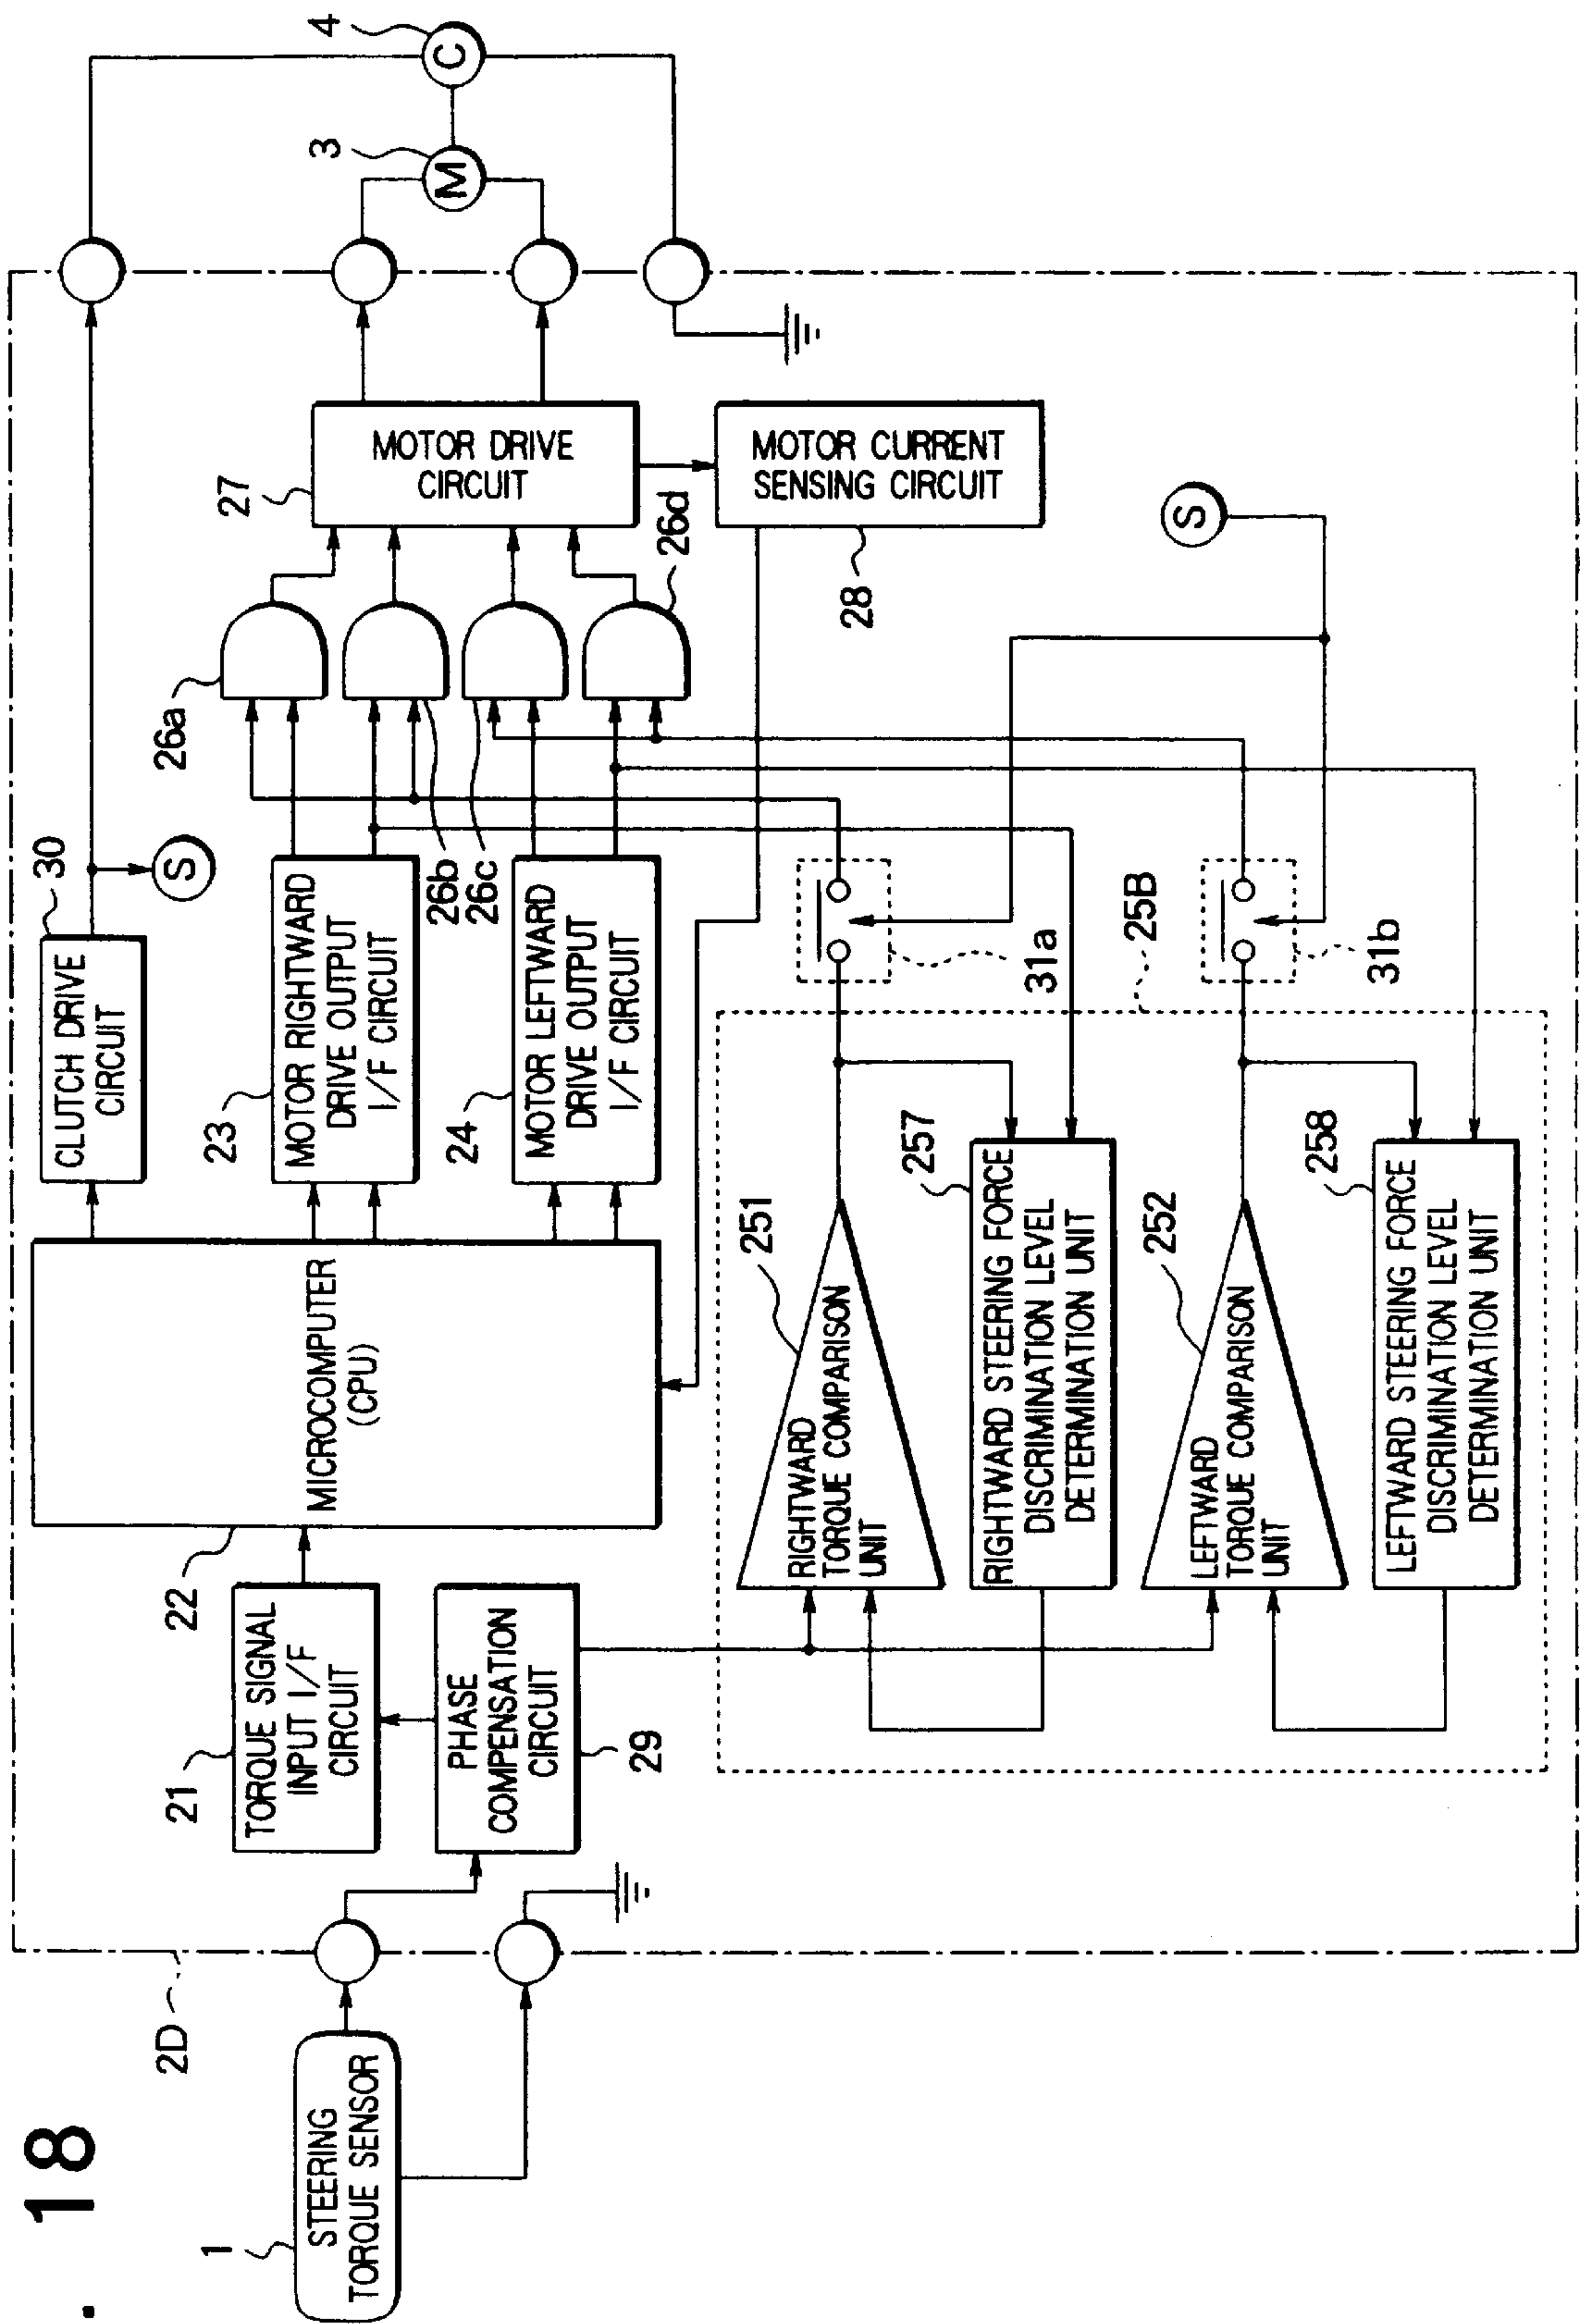 . 18
2D
1
STEERING
TORQUE SENSOR
21
TORQUE SIGNAL
INPUT I/F
CIRCUIT
29
PHASE
COMPENSATION
CIRCUIT
22
MICROCOMPUTER
(CPU)
30
CLUTCH DRIVE
CIRCUIT
S
23
MOTOR RIGHTWARD
DRIVE OUTPUT
I/F CIRCUIT
24
MOTOR LEFTWARD
DRIVE OUTPUT
I/F CIRCUIT
26a
26b
26c
26d
27
MOTOR DRIVE
CIRCUIT
28
MOTOR CURRENT
SENSING CIRCUIT
3
M
4
C
S
25B
31a
31b
251
RIGHTWARD
TORQUE COMPARISON
UNIT
257
RIGHTWARD STEERING FORCE
DISCRIMINATION LEVEL
DETERMINATION UNIT
252
LEFTWARD
TORQUE COMPARISON
UNIT
258
LEFTWARD STEERING FORCE
DISCRIMINATION LEVEL
DETERMINATION UNIT